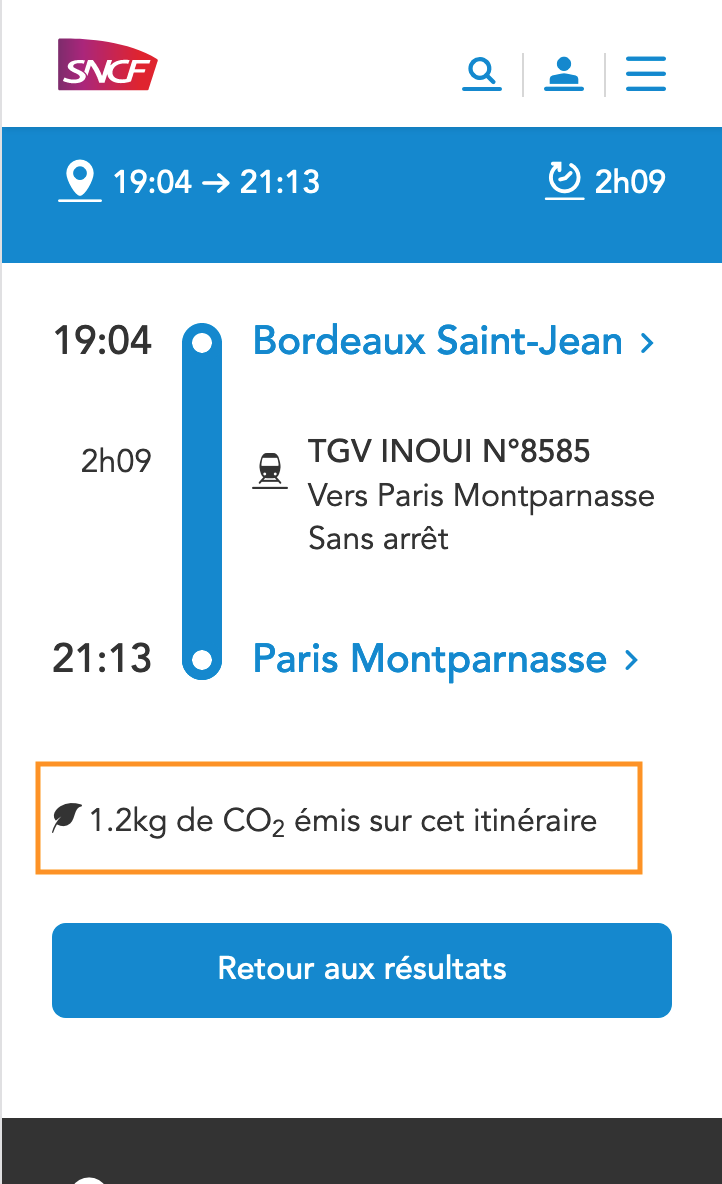 SNCF
19:04 → 21:13
2h09
19:04
Bordeaux Saint-Jean >
2h09
TGV INOUI N°8585
Vers Paris Montparnasse
Sans arrêt
21:13
Paris Montparnasse >
1.2kg de CO₂ émis sur cet itinéraire
Retour aux résultats